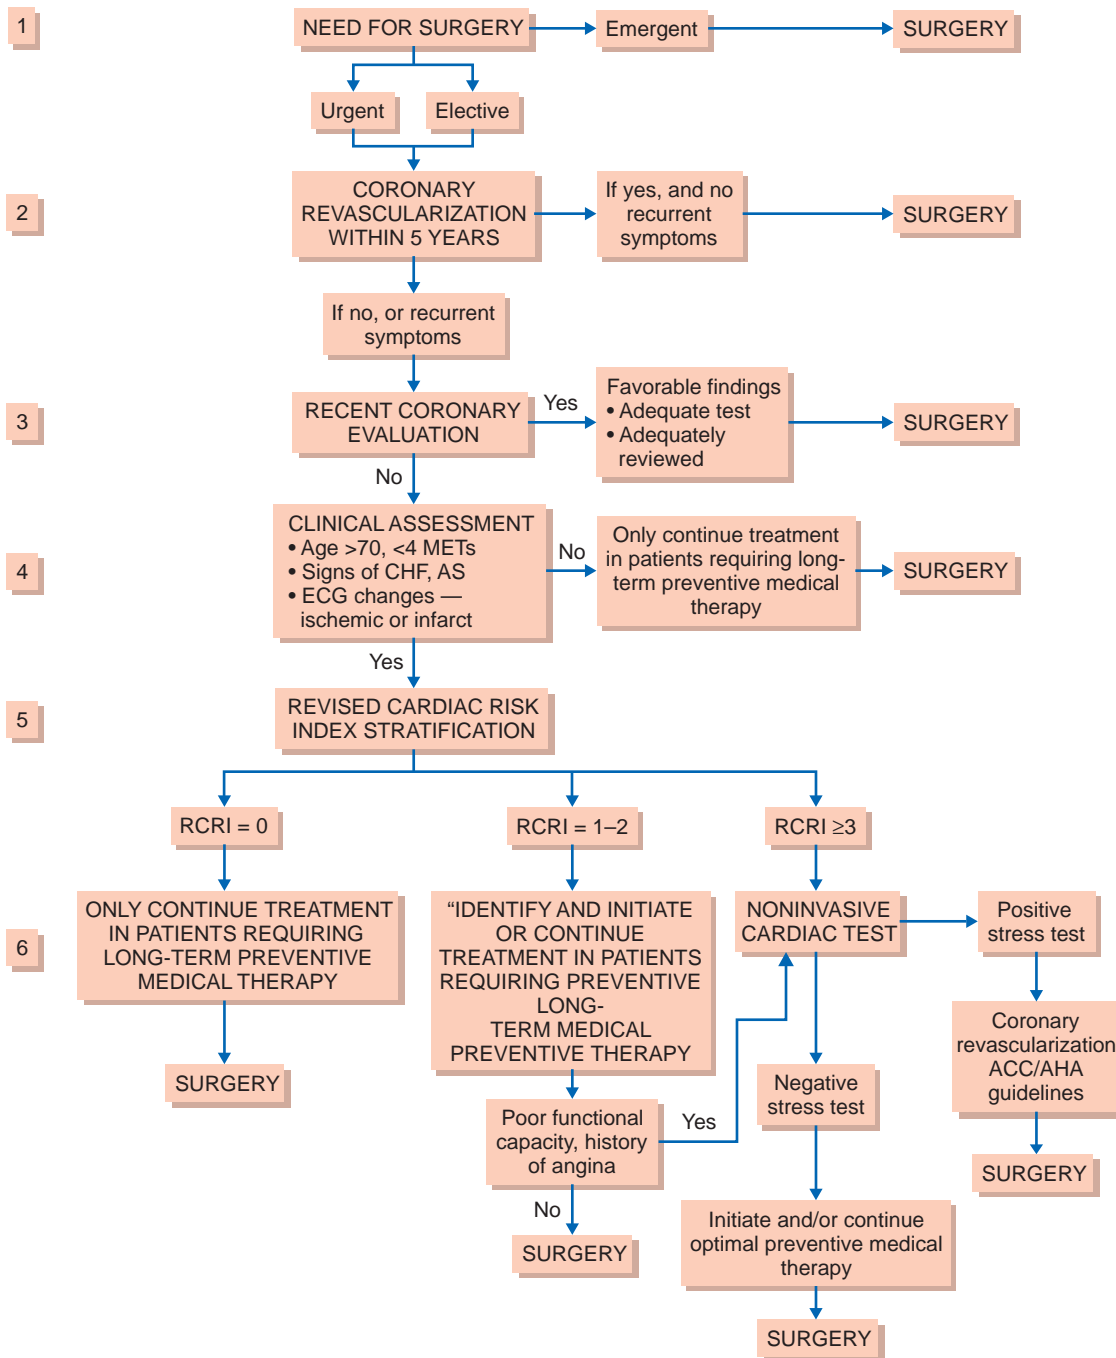 1
NEED FOR SURGERY
Emergent
SURGERY
Urgent
Elective
2
CORONARY
REVASCULARIZATION
WITHIN 5 YEARS
If yes, and no
recurrent
symptoms
SURGERY
If no, or recurrent
symptoms
3
RECENT CORONARY
EVALUATION
Yes
Favorable findings
• Adequate test
• Adequately
reviewed
SURGERY
No
4
CLINICAL ASSESSMENT
• Age >70, <4 METs
• Signs of CHF, AS
• ECG changes —
ischemic or infarct
No
Only continue treatment
in patients requiring long-
term preventive medical
therapy
SURGERY
Yes
5
REVISED CARDIAC RISK
INDEX STRATIFICATION
RCRI = 0
RCRI = 1–2
RCRI ≥3
6
ONLY CONTINUE TREATMENT
IN PATIENTS REQUIRING
LONG-TERM PREVENTIVE
MEDICAL THERAPY
SURGERY
“IDENTIFY AND INITIATE
OR CONTINUE
TREATMENT IN PATIENTS
REQUIRING PREVENTIVE
LONG-
TERM MEDICAL
PREVENTIVE THERAPY
Poor functional
capacity, history
of angina
Yes
No
SURGERY
NONINVASIVE
CARDIAC TEST
Positive
stress test
Coronary
revascularization
ACC/AHA
guidelines
SURGERY
Negative
stress test
Initiate and/or continue
optimal preventive medical
therapy
SURGERY